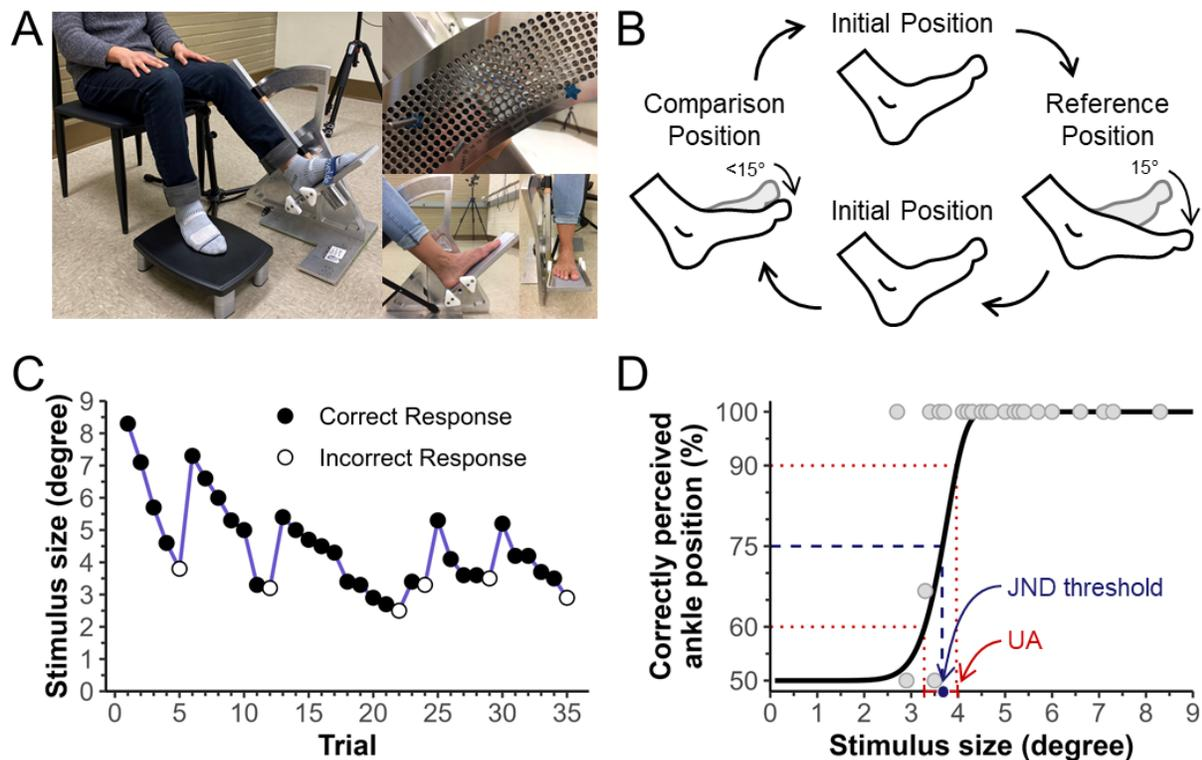 A
B
Initial Position
Comparison
Position
Reference
Position
<15°
15°
Initial Position
C
Stimulus size (degree)
9
8
7
6
5
4
3
2
1
0
Correct Response
Incorrect Response
0 5 10 15 20 25 30 35
Trial
D
Correctly perceived
ankle position (%)
100
90
75
60
50
JND threshold
UA
0 1 2 3 4 5 6 7 8 9
Stimulus size (degree)